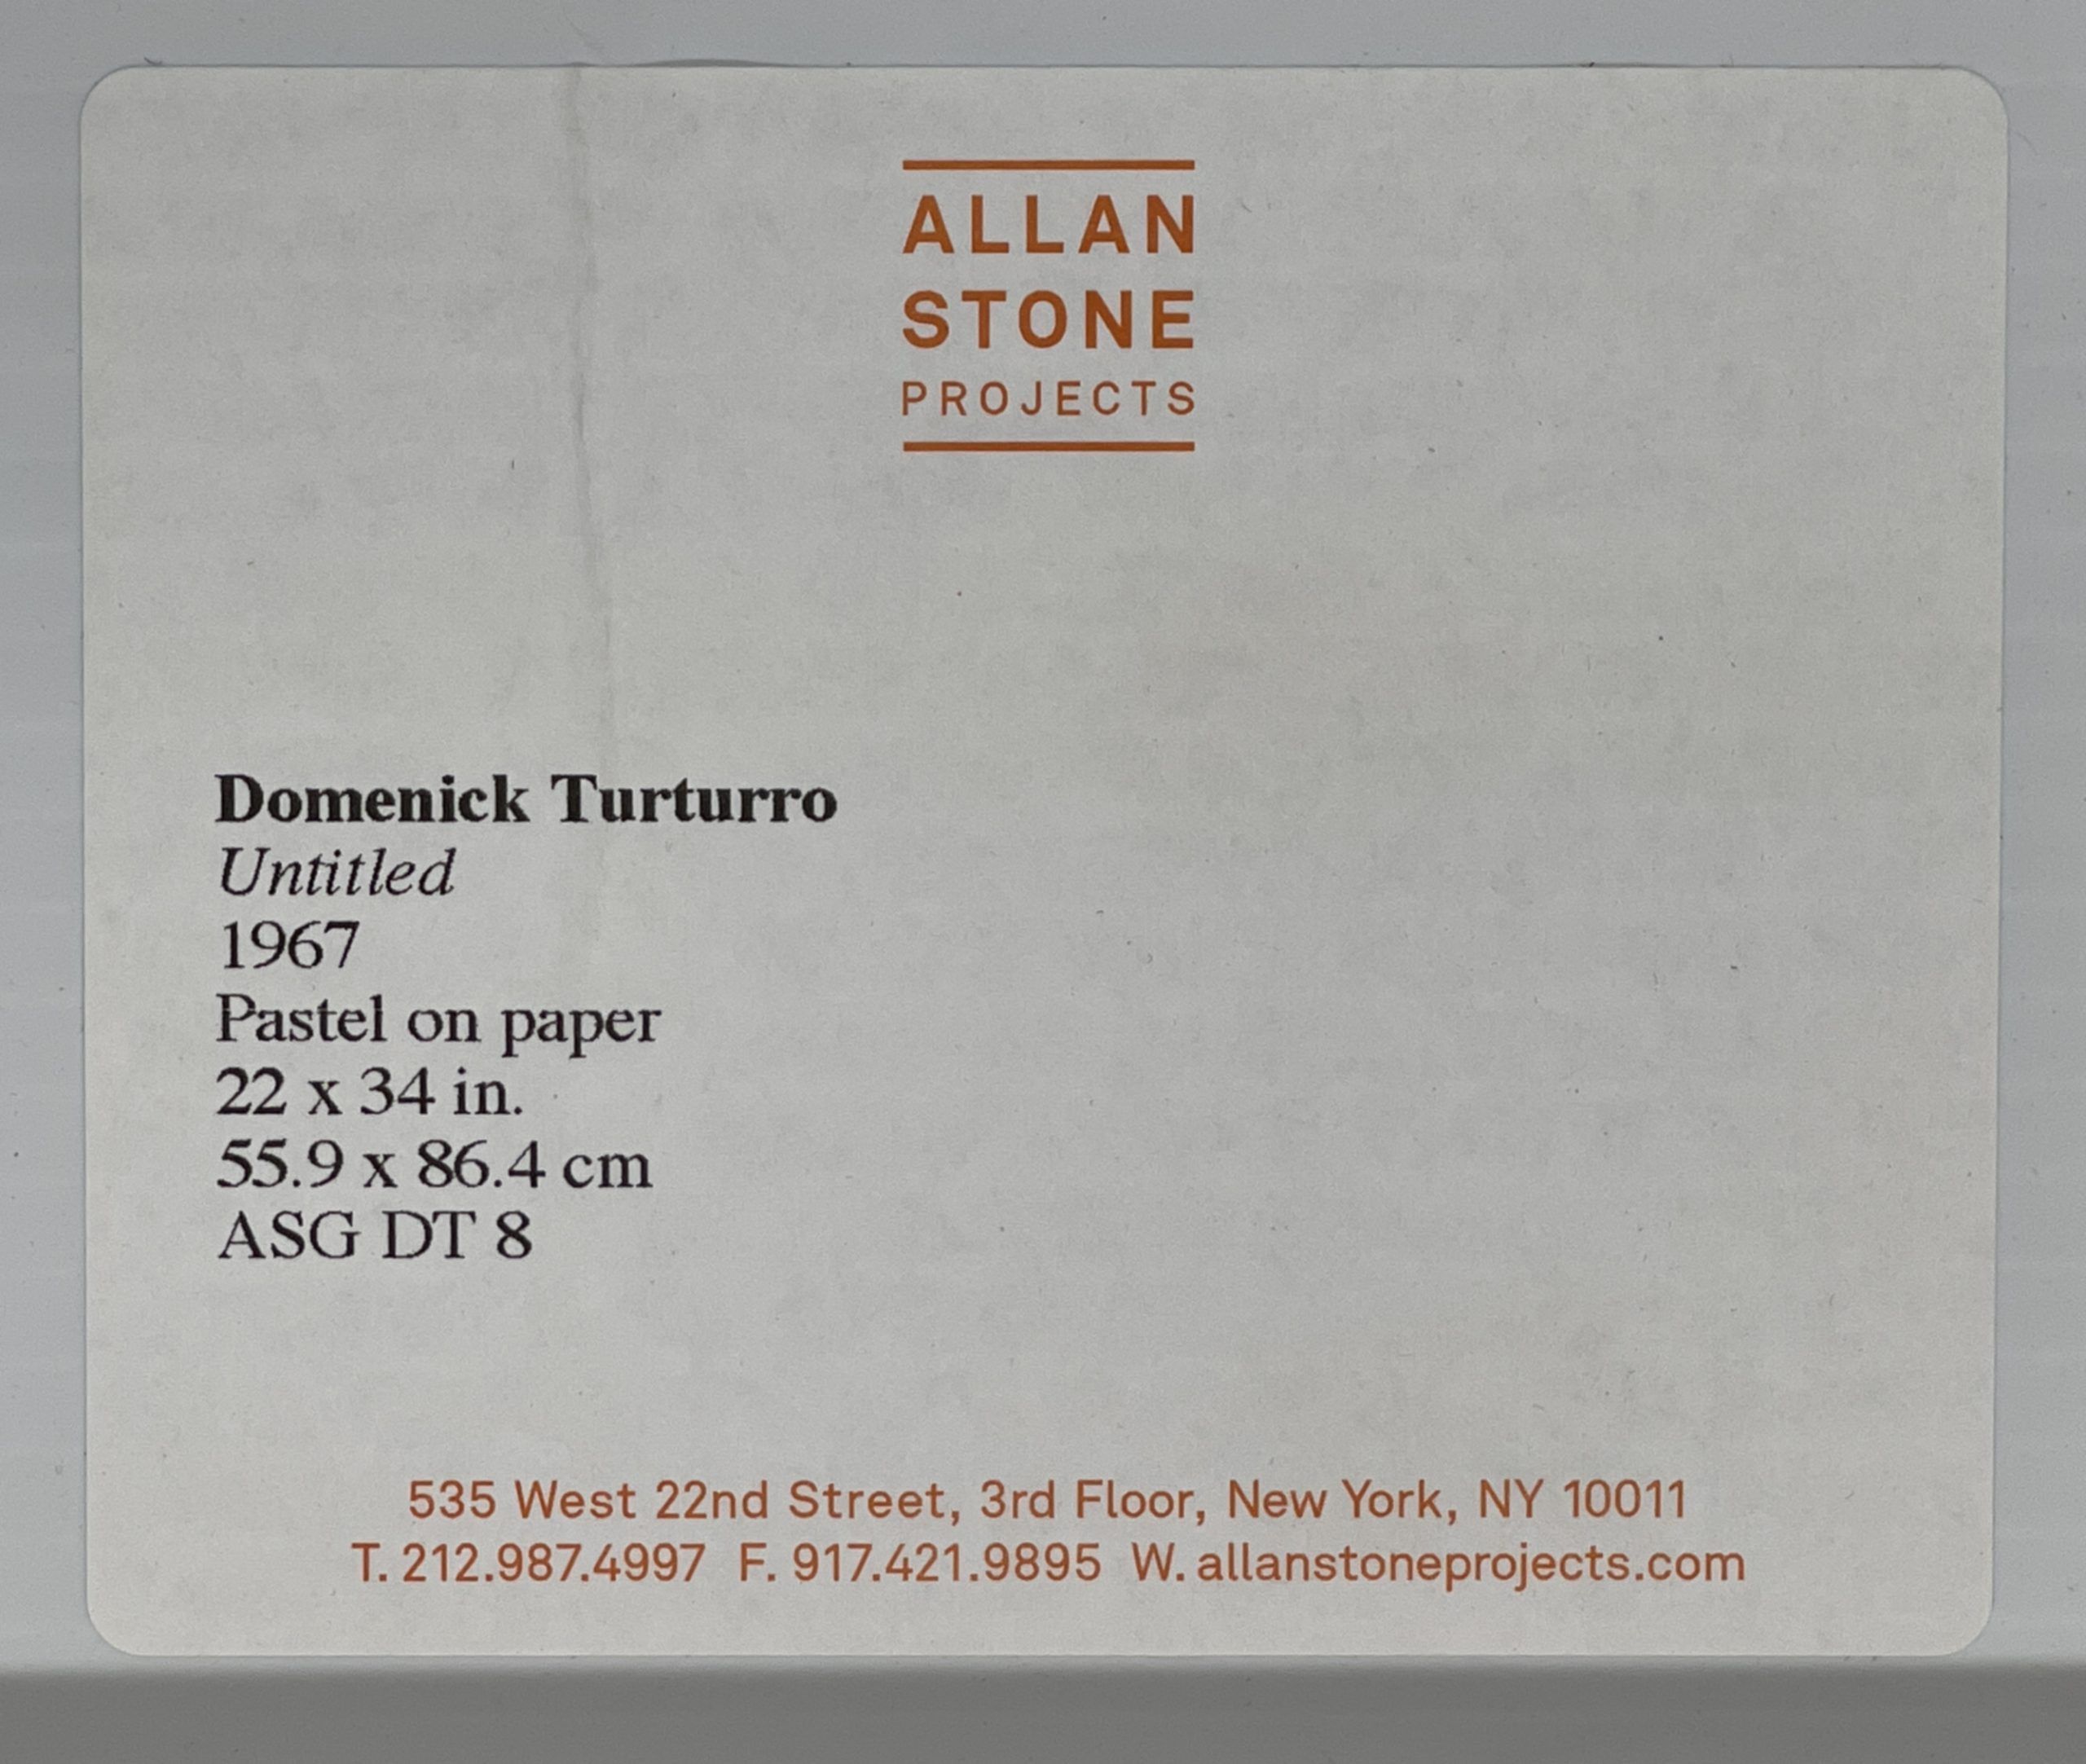 ALLAN
STONE
PROJECTS
Domenick Turturro
Untitled
1967
Pastel on paper
22 x 34 in.
55.9 x 86.4 cm
ASG DT 8
535 West 22nd Street, 3rd Floor, New York, NY 10011
T. 212.987.4997 F. 917.421.9895 W. allanstoneprojects.com